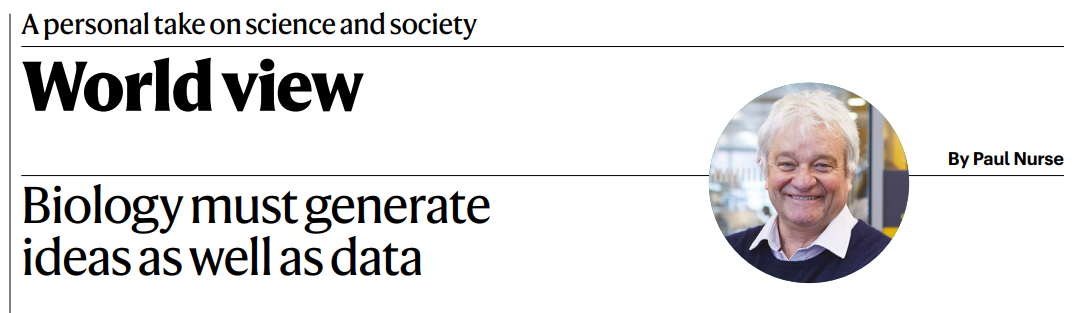 A personal take on science and society
World view
By Paul Nurse
Biology must generate
ideas as well as data